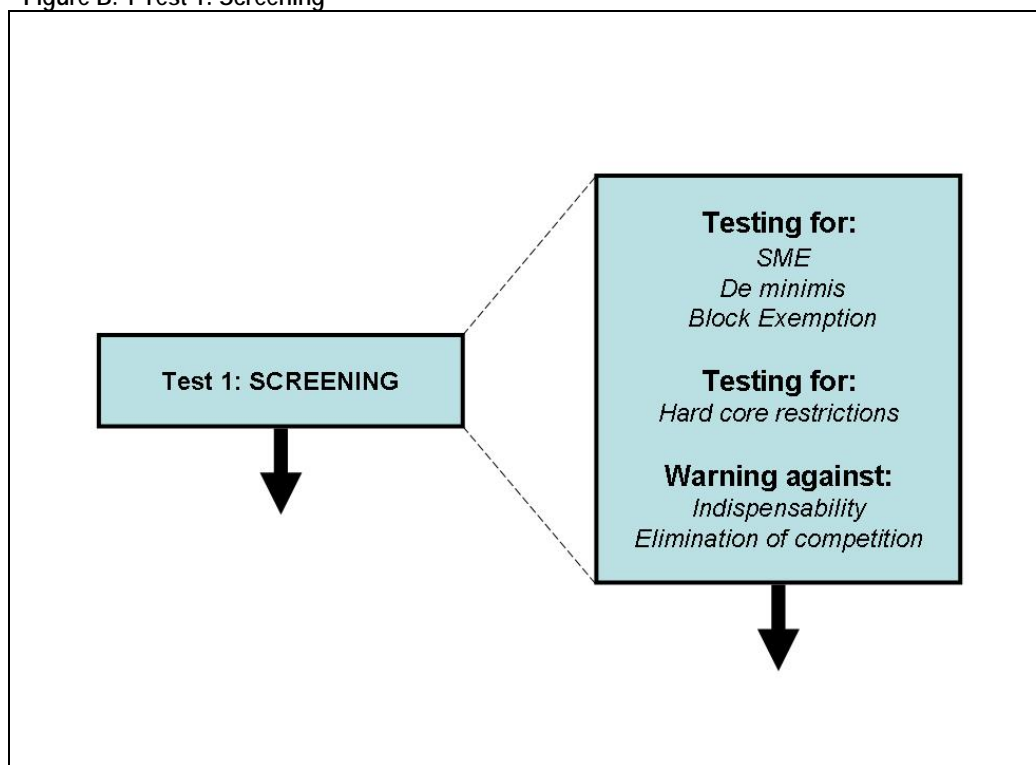 Figure B. 1 Test 1: Screening
Test 1: SCREENING
Testing for:
SME
De minimis
Block Exemption
Testing for:
Hard core restrictions
Warning against:
Indispensability
Elimination of competition